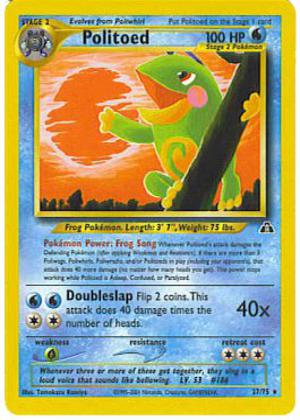 STAGE 2 Evolves from Poliwhirl Put Politoed on the Stage 1 card
Politoed 100 HP
Stage 2 Pokémon
Frog Pokémon. Length: 3' 7", Weight: 75 lbs.
Pokémon Power: Frog Song Whenever Politoed's attack damages the
Defending Pokémon (after applying Weakness and Resistance), if there are more than 3
Poliwags, Poliwhirls, Poliwraths, and/or Politoeds in play (including your opponent's), that
attack does 40 more damage (no matter how many heads you get). This power stops
working while Politoed is Asleep, Confused, or Paralyzed.
Doubleslap Flip 2 coins. This
attack does 40 damage times the
number of heads.
40x
weakness resistance retreat cost
Whenever three or more of these get together, they sing in a
loud voice that sounds like bellowing. LV. 53 #186
Illus. Tomokazu Komiya ©1995-2001 Nintendo, Creatures, GAMEFREAK. 27/75